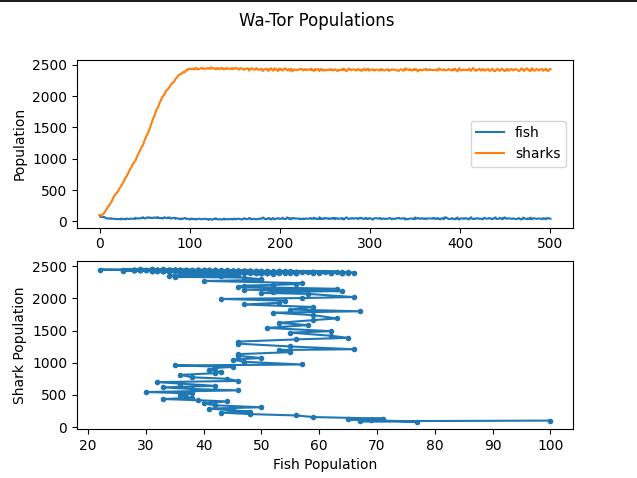 Wa-Tor Populations
2500
2000
1500
1000
500
0
Population
fish
sharks
0 100 200 300 400 500
2500
2000
1500
1000
500
0
Shark Population
20 30 40 50 60 70 80 90 100
Fish Population